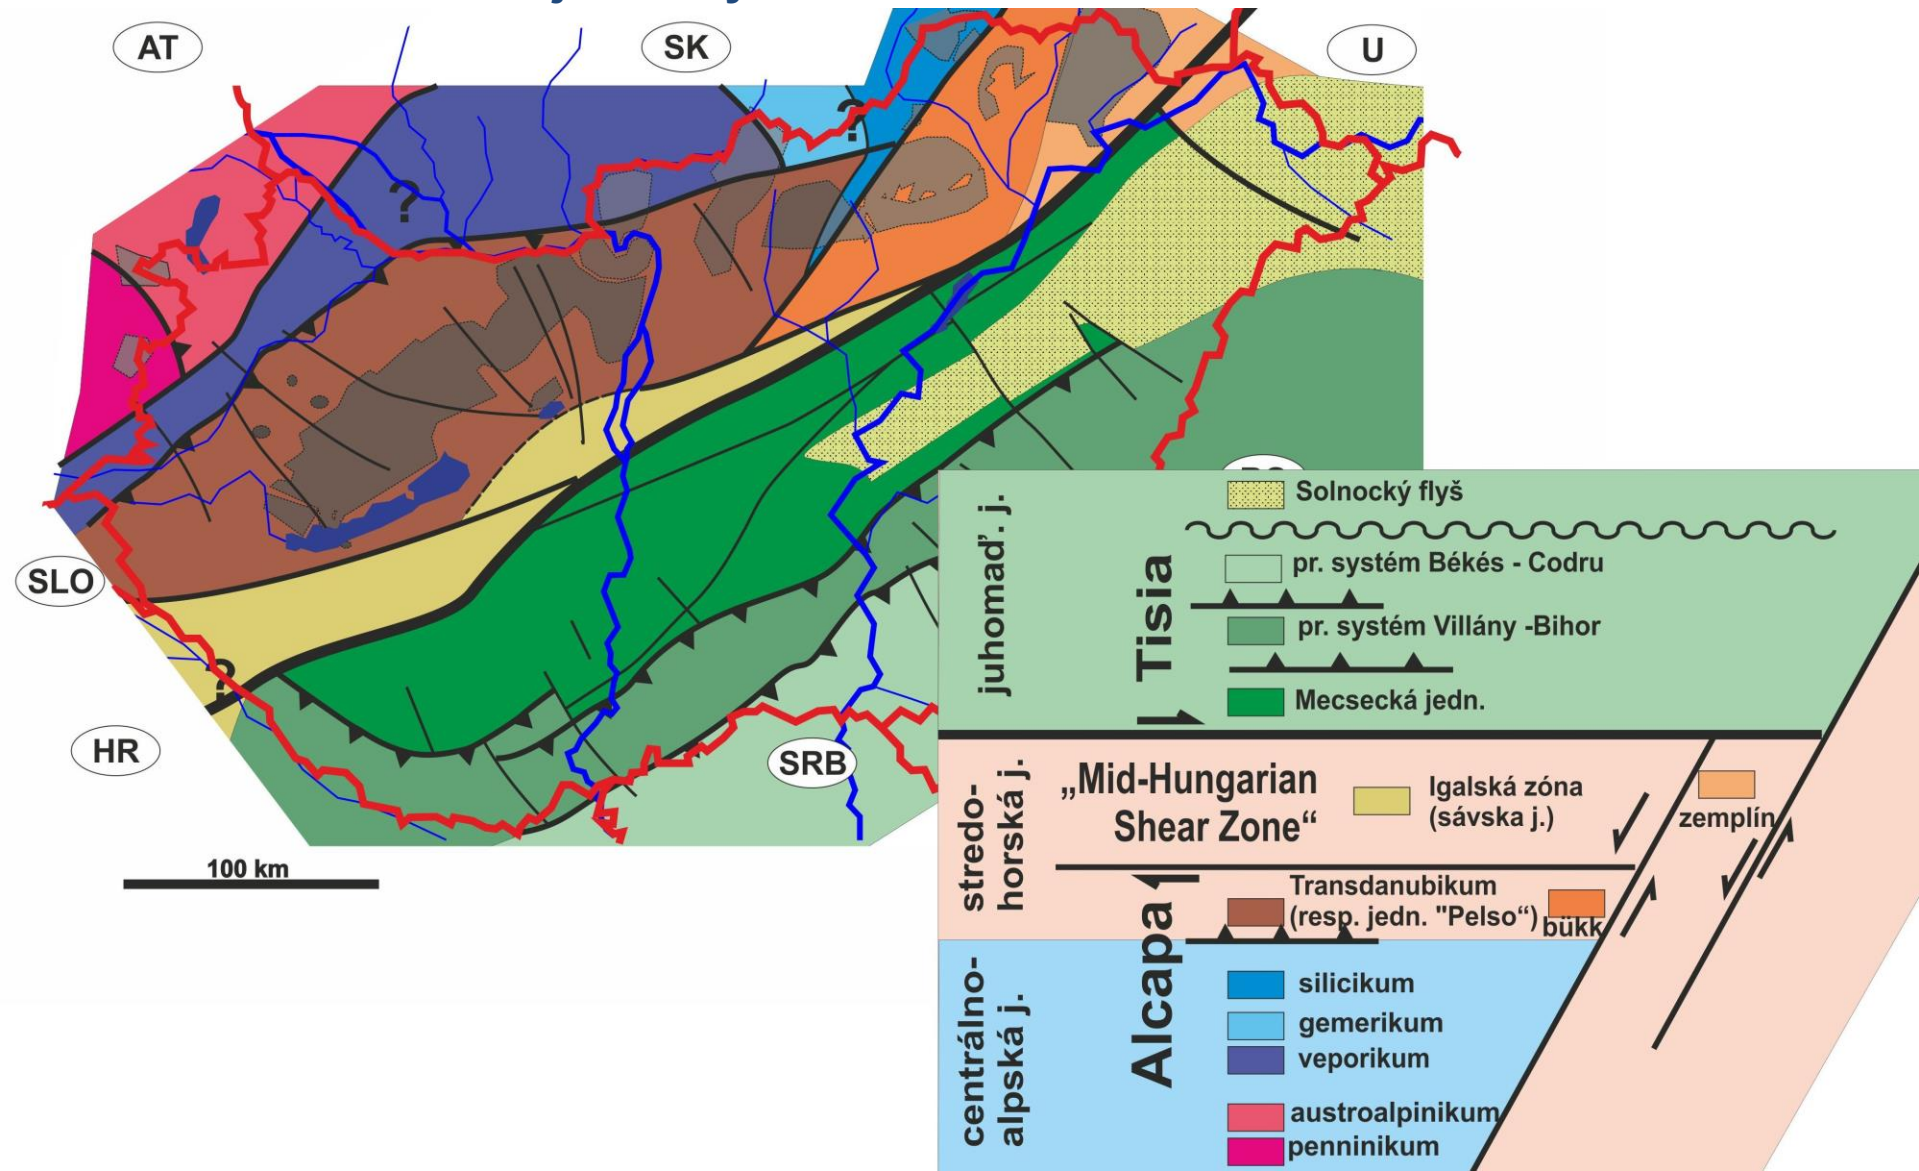 AT
SK
U
?
?
SLO
?
HR
SRB
100 km
juhomaď. j.
Tisia
Solnocký flyš
pr. systém Békés - Codru
pr. systém Villány -Bihor
Mecsecká jedn.
stredo-
horská j.
„Mid-Hungarian
Shear Zone“
Igalská zóna
(sávska j.)
zemplín
Alcapa
Transdanubikum
(resp. jedn. "Pelso“)
bükk
centrálno-
alpská j.
silicikum
gemerikum
veporikum
austroalpinikum
penninikum